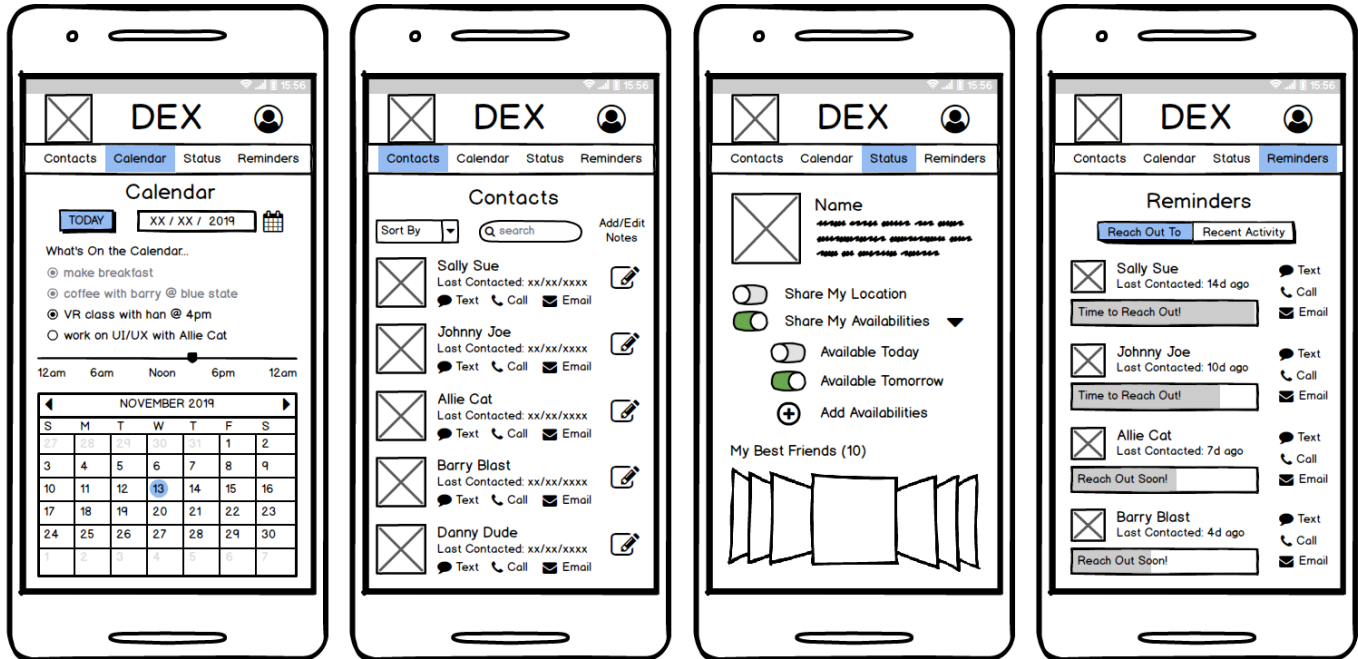 15:56
DEX
Contacts Calendar Status Reminders
Calendar
TODAY XX / XX / 2019
What's On the Calendar...
make breakfast
coffee with barry @ blue state
VR class with han @ 4pm
work on UI/UX with Allie Cat
12am 6am Noon 6pm 12am
NOVEMBER 2019
S M T W T F S
27 28 29 30 31 1 2
3 4 5 6 7 8 9
10 11 12 13 14 15 16
17 18 19 20 21 22 23
24 25 26 27 28 29 30
1 2 3 4 5 6 7
15:56
DEX
Contacts Calendar Status Reminders
Contacts
Sort By search Add/Edit
Notes
Sally Sue
Last Contacted: xx/xx/xxxx
Text Call Email
Johnny Joe
Last Contacted: xx/xx/xxxx
Text Call Email
Allie Cat
Last Contacted: xx/xx/xxxx
Text Call Email
Barry Blast
Last Contacted: xx/xx/xxxx
Text Call Email
Danny Dude
Last Contacted: xx/xx/xxxx
Text Call Email
15:56
DEX
Contacts Calendar Status Reminders
Name
Share My Location
Share My Availabilities
Available Today
Available Tomorrow
Add Availabilities
My Best Friends (10)
15:56
DEX
Contacts Calendar Status Reminders
Reminders
Reach Out To Recent Activity
Sally Sue
Last Contacted: 14d ago
Time to Reach Out!
Text
Call
Email
Johnny Joe
Last Contacted: 10d ago
Time to Reach Out!
Text
Call
Email
Allie Cat
Last Contacted: 7d ago
Reach Out Soon!
Text
Call
Email
Barry Blast
Last Contacted: 4d ago
Reach Out Soon!
Text
Call
Email